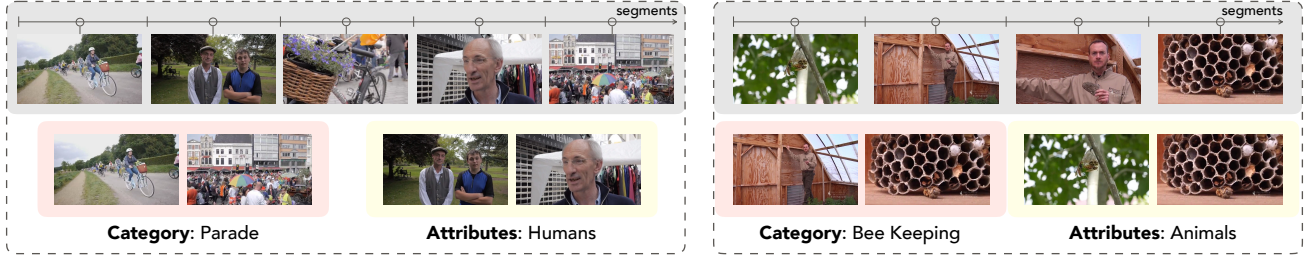 segments
Category: Parade
Attributes: Humans
segments
Category: Bee Keeping
Attributes: Animals